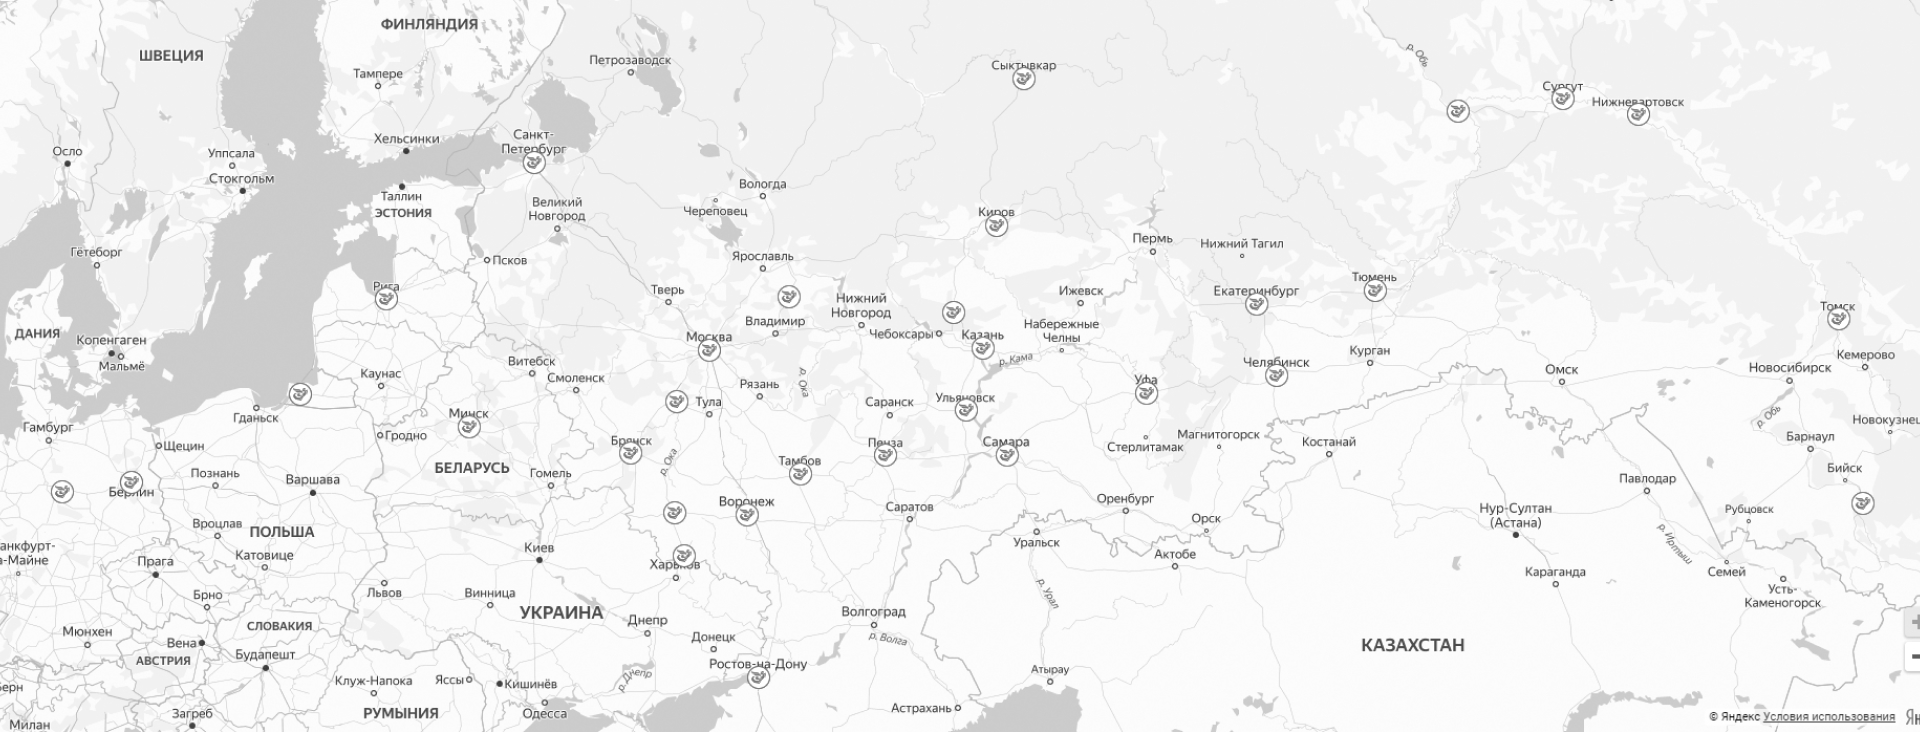 ФИНЛЯНДИЯ
ШВЕЦИЯ
Петрозаводск
Сыктывкар
р. Обь
Тампере
Сургут
Нижневартовск
Хельсинки
Санкт-
Петербург
Осло
Уппсала
Стокгольм
Таллин
ЭСТОНИЯ
Вологда
Великий
Новгород
Череповец
Киров
Пермь
Нижний Тагил
Гётеборг
Псков
Ярославль
Рига
Тверь
Нижний
Новгород
Ижевск
Екатеринбург
Тюмень
Томск
ДАНИЯ
Копенгаген
Мальмё
Москва
Владимир
Чебоксары
Казань
Набережные
Челны
р. Кама
Челябинск
Курган
Кемерово
Новосибирск
Омск
Витебск
Смоленск
Каунас
Рязань
р. Ока
Уфа
Гданьск
Минск
Тула
Саранск
Ульяновск
р. Обь
Новокузнец
Гамбург
Щецин
Гродно
Брянск
Пенза
Самара
Стерлитамак
Магнитогорск
Костанай
Барнаул
БЕЛАРУСЬ
Познань
Варшава
Гомель
р. Ока
Тамбов
Бийск
Павлодар
Берлин
Воронеж
Саратов
Оренбург
Орск
Нур-Султан
(Астана)
Рубцовск
Вроцлав
ПОЛЬША
Катовице
Киев
Харьков
Уральск
Актобе
р. Иртыш
Семей
анкфурт-
а-Майне
Прага
Брно
Львов
Винница
УКРАИНА
Днепр
Волгоград
р. Урал
Караганда
Усть-
Каменогорск
Мюнхен
Вена
СЛОВАКИЯ
АВСТРИЯ
Будапешт
Донецк
р. Волга
КАЗАХСТАН
Ростов-на-Дону
Атырау
ерн
Клуж-Напока
Яссы
Кишинёв
р. Днепр
Милан
Загреб
РУМЫНИЯ
Одесса
Астрахань
© Яндекс Условия использования
Ян